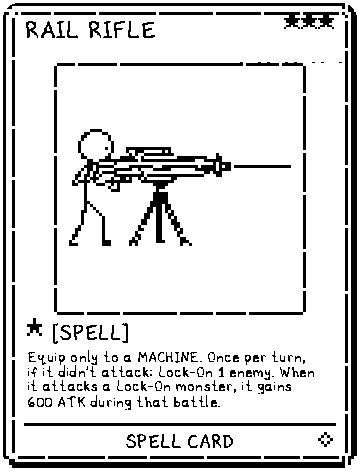 RAIL RIFLE
[SPELL]
Equip only to a MACHINE. Once per turn,
if it didn't attack: Lock-On 1 enemy. When
it attacks a Lock-On monster, it gains
600 ATK during that battle.
SPELL CARD